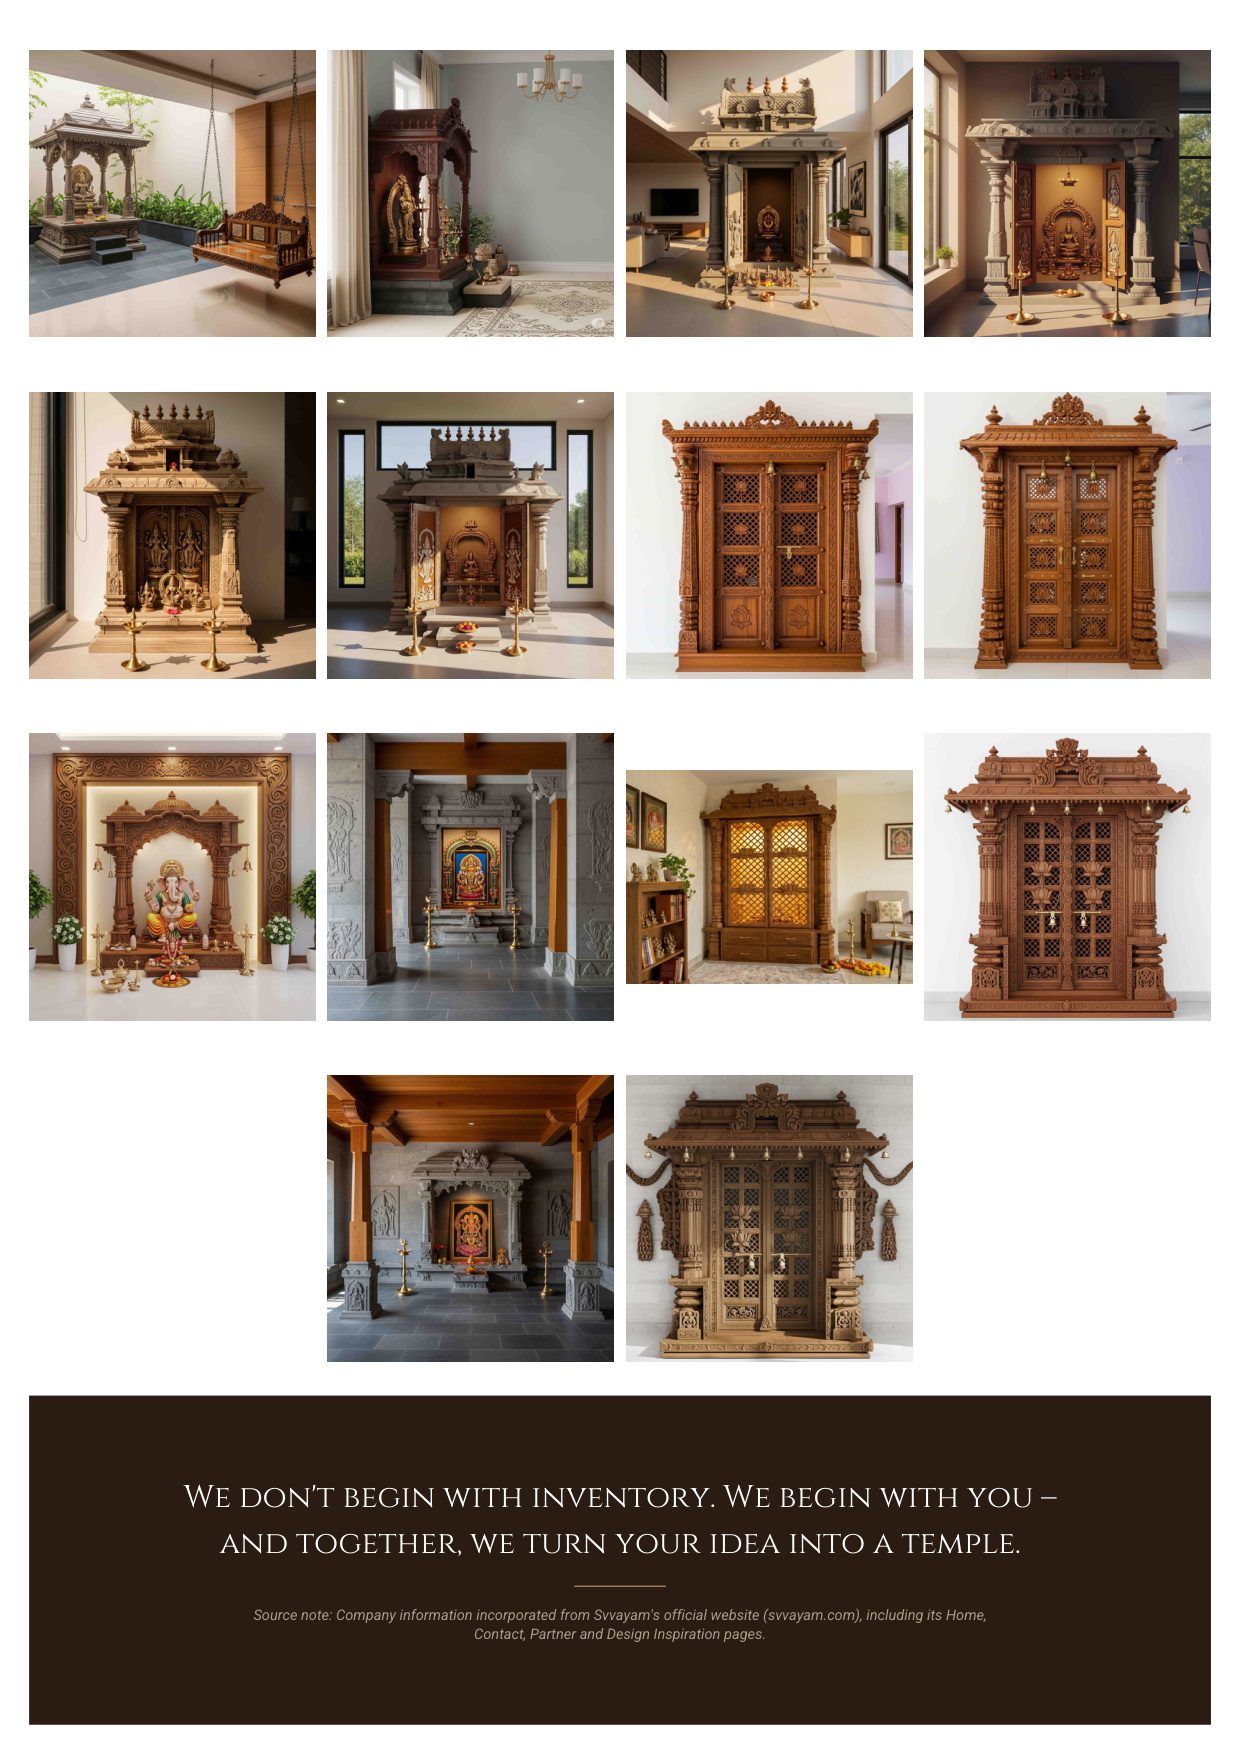 We don't begin with inventory. We begin with you –
and together, we turn your idea into a temple.
Source note: Company information incorporated from Svvayam's official website (svvayam.com), including its Home,
Contact, Partner and Design Inspiration pages.